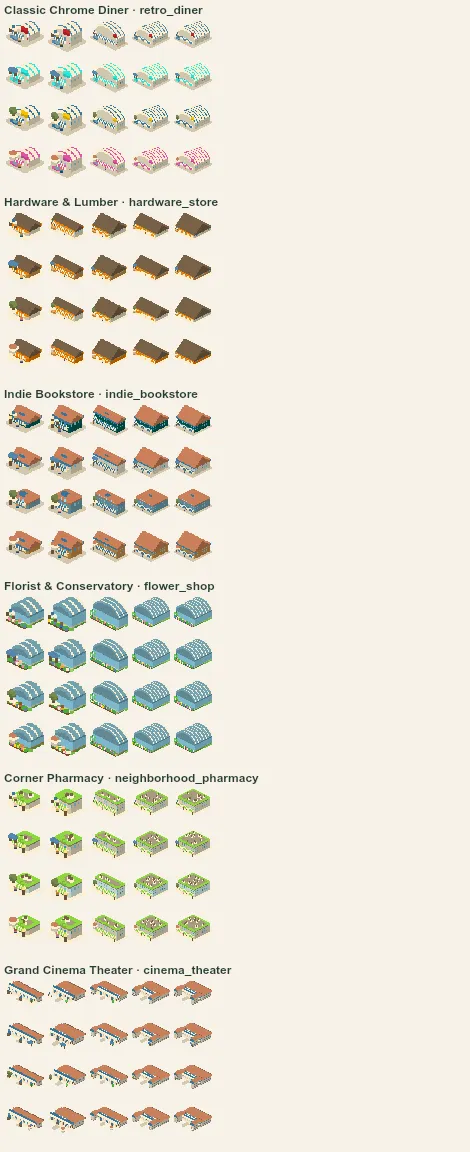 Classic Chrome Diner · retro_diner
Hardware & Lumber · hardware_store
Indie Bookstore · indie_bookstore
Florist & Conservatory · flower_shop
Corner Pharmacy · neighborhood_pharmacy
Grand Cinema Theater · cinema_theater